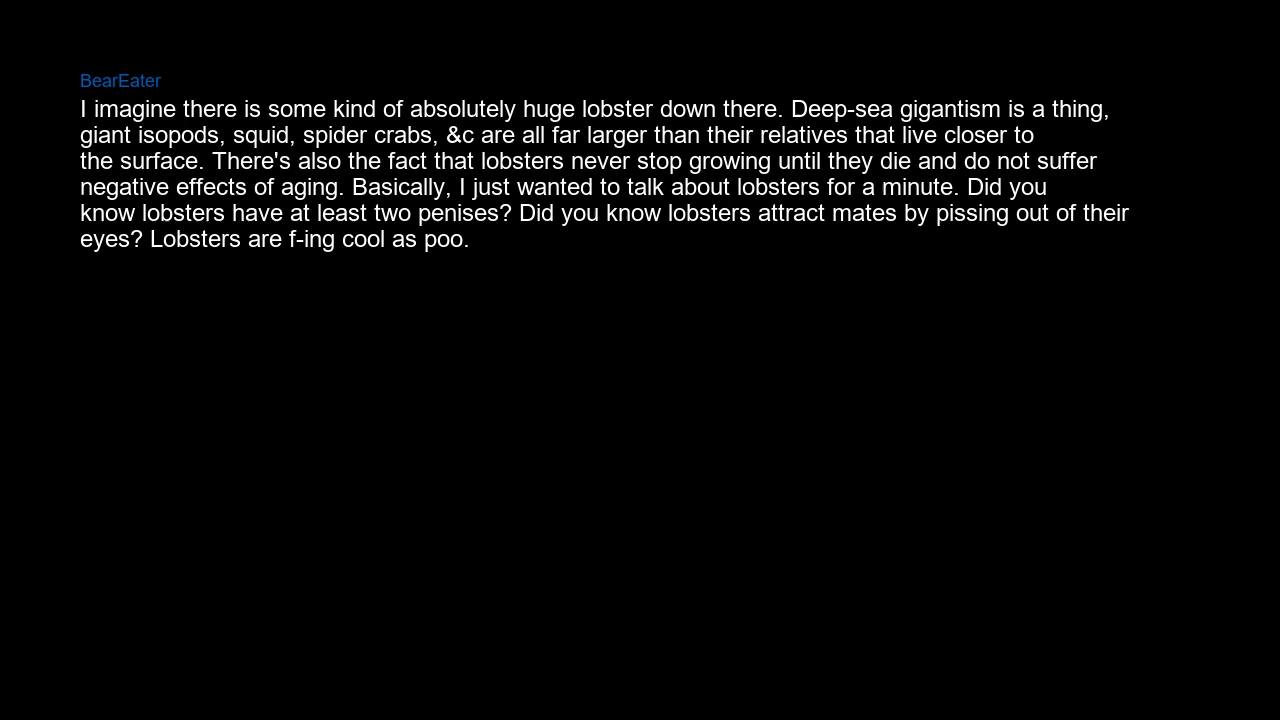 BearEater
I imagine there is some kind of absolutely huge lobster down there. Deep-sea gigantism is a thing,
giant isopods, squid, spider crabs, &c are all far larger than their relatives that live closer to
the surface. There's also the fact that lobsters never stop growing until they die and do not suffer
negative effects of aging. Basically, I just wanted to talk about lobsters for a minute. Did you
know lobsters have at least two penises? Did you know lobsters attract mates by pissing out of their
eyes? Lobsters are f-ing cool as poo.